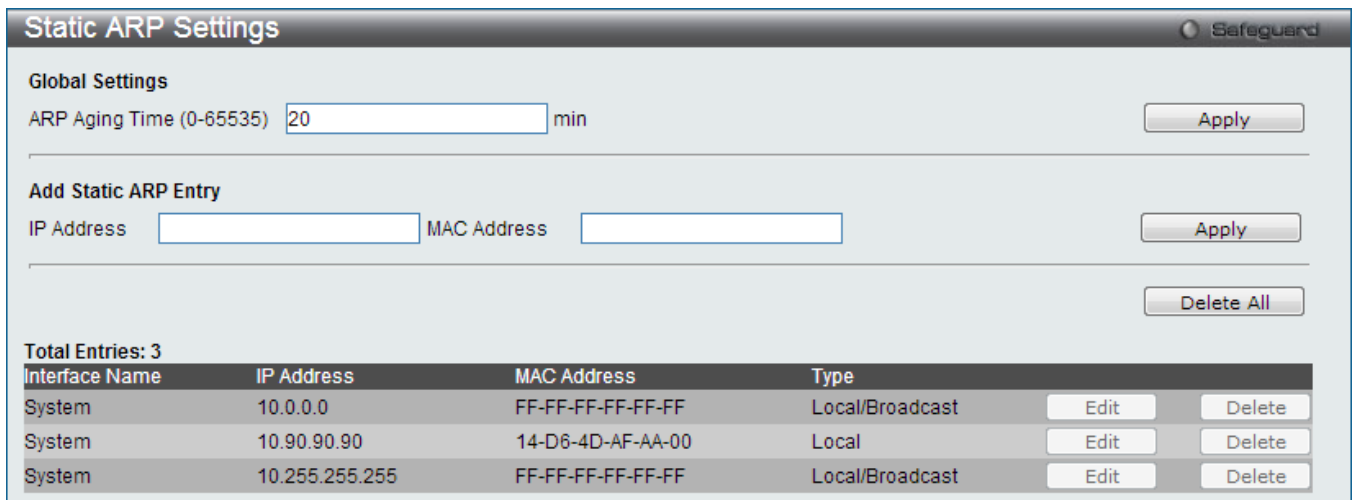 Static ARP Settings Safeguard
Global Settings
ARP Aging Time (0-65535) 20 min Apply
Add Static ARP Entry
IP Address MAC Address Apply
Delete All
Total Entries: 3
Interface Name IP Address MAC Address Type
System 10.0.0.0 FF-FF-FF-FF-FF-FF Local/Broadcast Edit Delete
System 10.90.90.90 14-D6-4D-AF-AA-00 Local Edit Delete
System 10.255.255.255 FF-FF-FF-FF-FF-FF Local/Broadcast Edit Delete